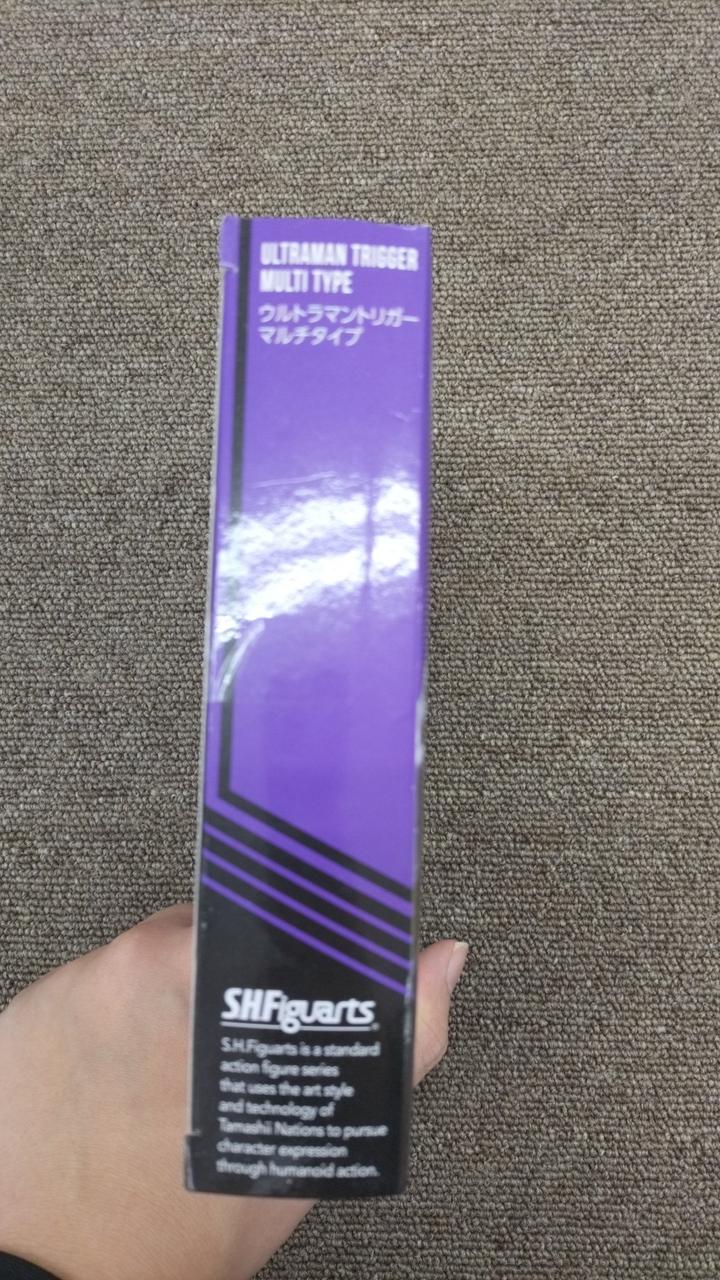 ULTRAMAN TRIGGER
MULTI TYPE
ウルトラマントリガー
マルチタイプ
S.H.Figuarts
S.H.Figuarts is a standard
action figure series
that uses the art style
and technology of
Tamashii Nations to pursue
character expression
through humanoid action.